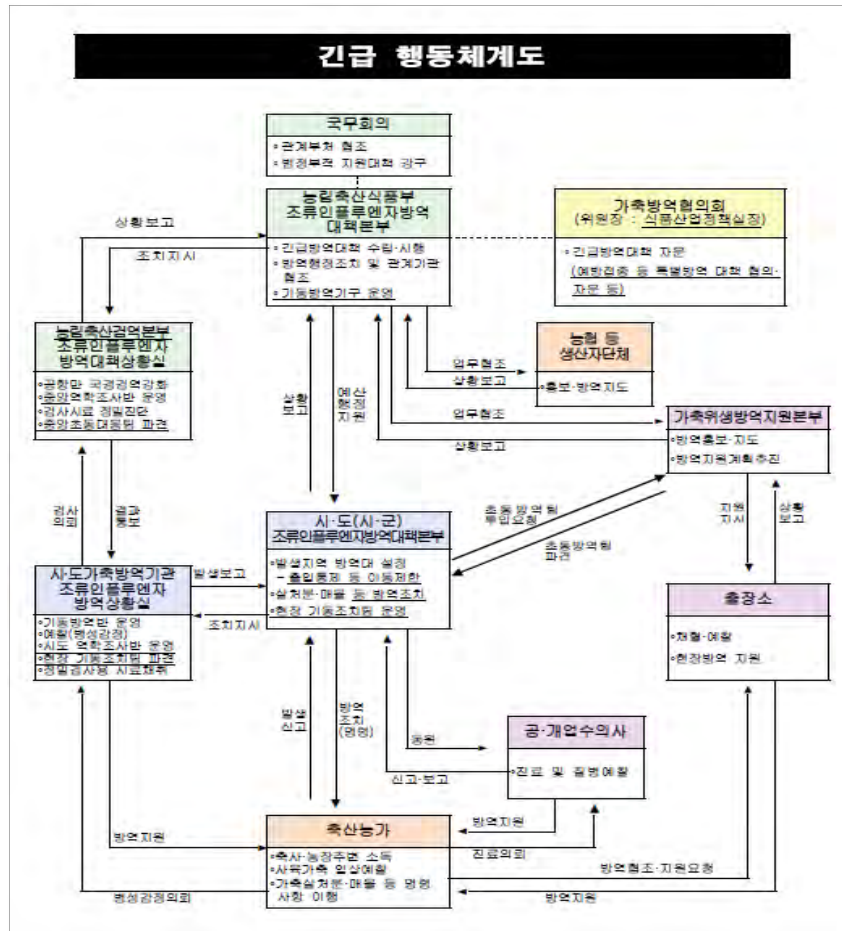 긴급 행동체계도
국무회의
◦관계부처 협조
◦범정부적 지원대책 강구
농림축산식품부
조류인플루엔자방역
대책본부
◦긴급방역대책 수립·시행
◦방역행정조치 및 관계기관
협조
◦기동방역기구 운영
가축방역협의회
(위원장 : 식품산업정책실장)
◦긴급방역대책 자문
(예방접종 등 특별방역 대책 협의·
자문 등)
상황보고
조치지시
농림축산검역본부
조류인플루엔자
방역대책상황실
◦공항만 국경검역강화
◦중앙역학조사반 운영
◦검사시료 정밀진단
◦중앙초동대응팀 파견
농협 등
생산자단체
◦홍보·방역지도
업무협조
상황보고
상황
보고
예산
행정
지원
업무협조
상황보고
가축위생방역지원본부
◦방역홍보·지도
◦방역지원계획추진
검사
의뢰
결과
통보
초동방역팀
투입요청
초동방역팀
파견
지원
지시
상황
보고
시·도(시·군)
조류인플루엔자방역대책본부
◦발생지역 방역대 설정
- 출입통제 등 이동제한
◦살처분·매몰 등 방역조치
◦현장 기동조치팀 운영
시·도가축방역기관
조류인플루엔자
방역상황실
◦기동방역반 운영
◦예찰(병성감정)
◦시도 역학조사반 운영
◦현장 기동조치팀 파견
◦정밀검사용 시료채취
발생보고
조치지시
출장소
◦채혈·예찰
◦현장방역 지원
발생
신고
방역
조치
(명령)
동원
신고·보고
공·개업수의사
◦진료 및 질병예찰
방역지원
방역지원
진료의뢰
축산농가
◦축사·농장주변 소독
◦사육가축 임상예찰
◦가축살처분·매몰 등 명령
사항 이행
병성감정의뢰
방역협조·지원요청
방역지원